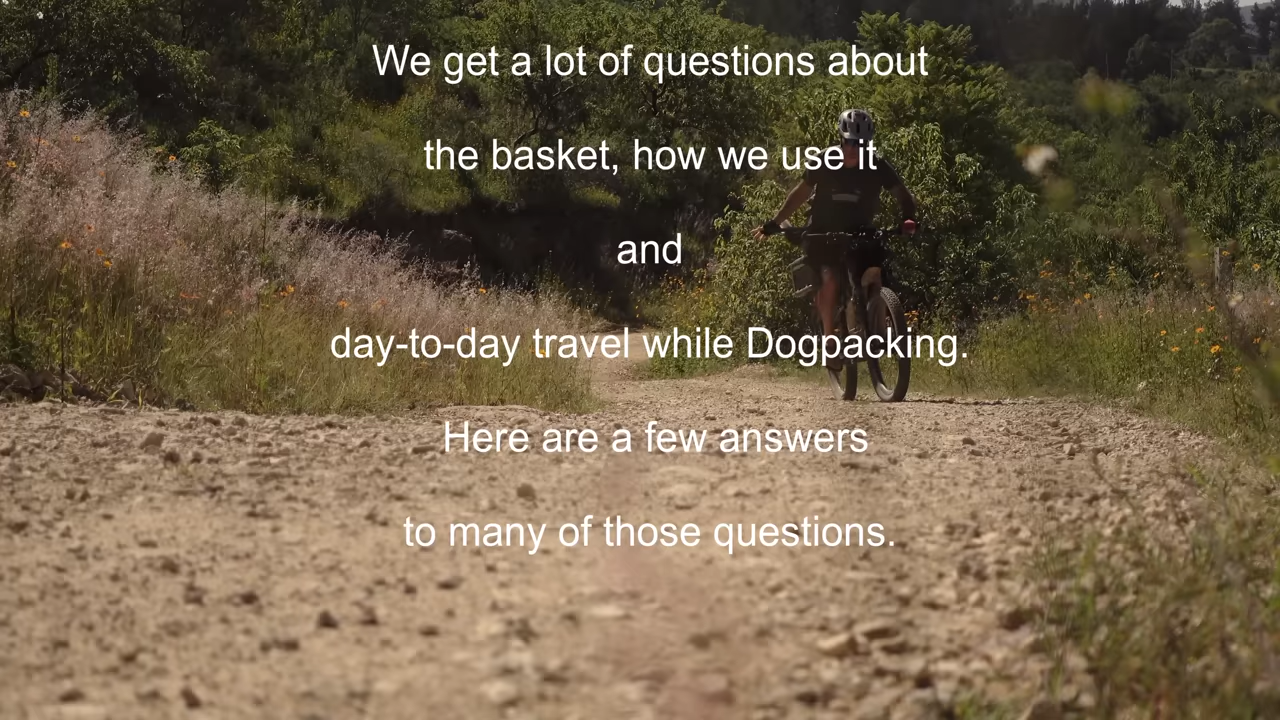 We get a lot of questions about
the basket, how we use it
and
day-to-day travel while Dogpacking.
Here are a few answers
to many of those questions.